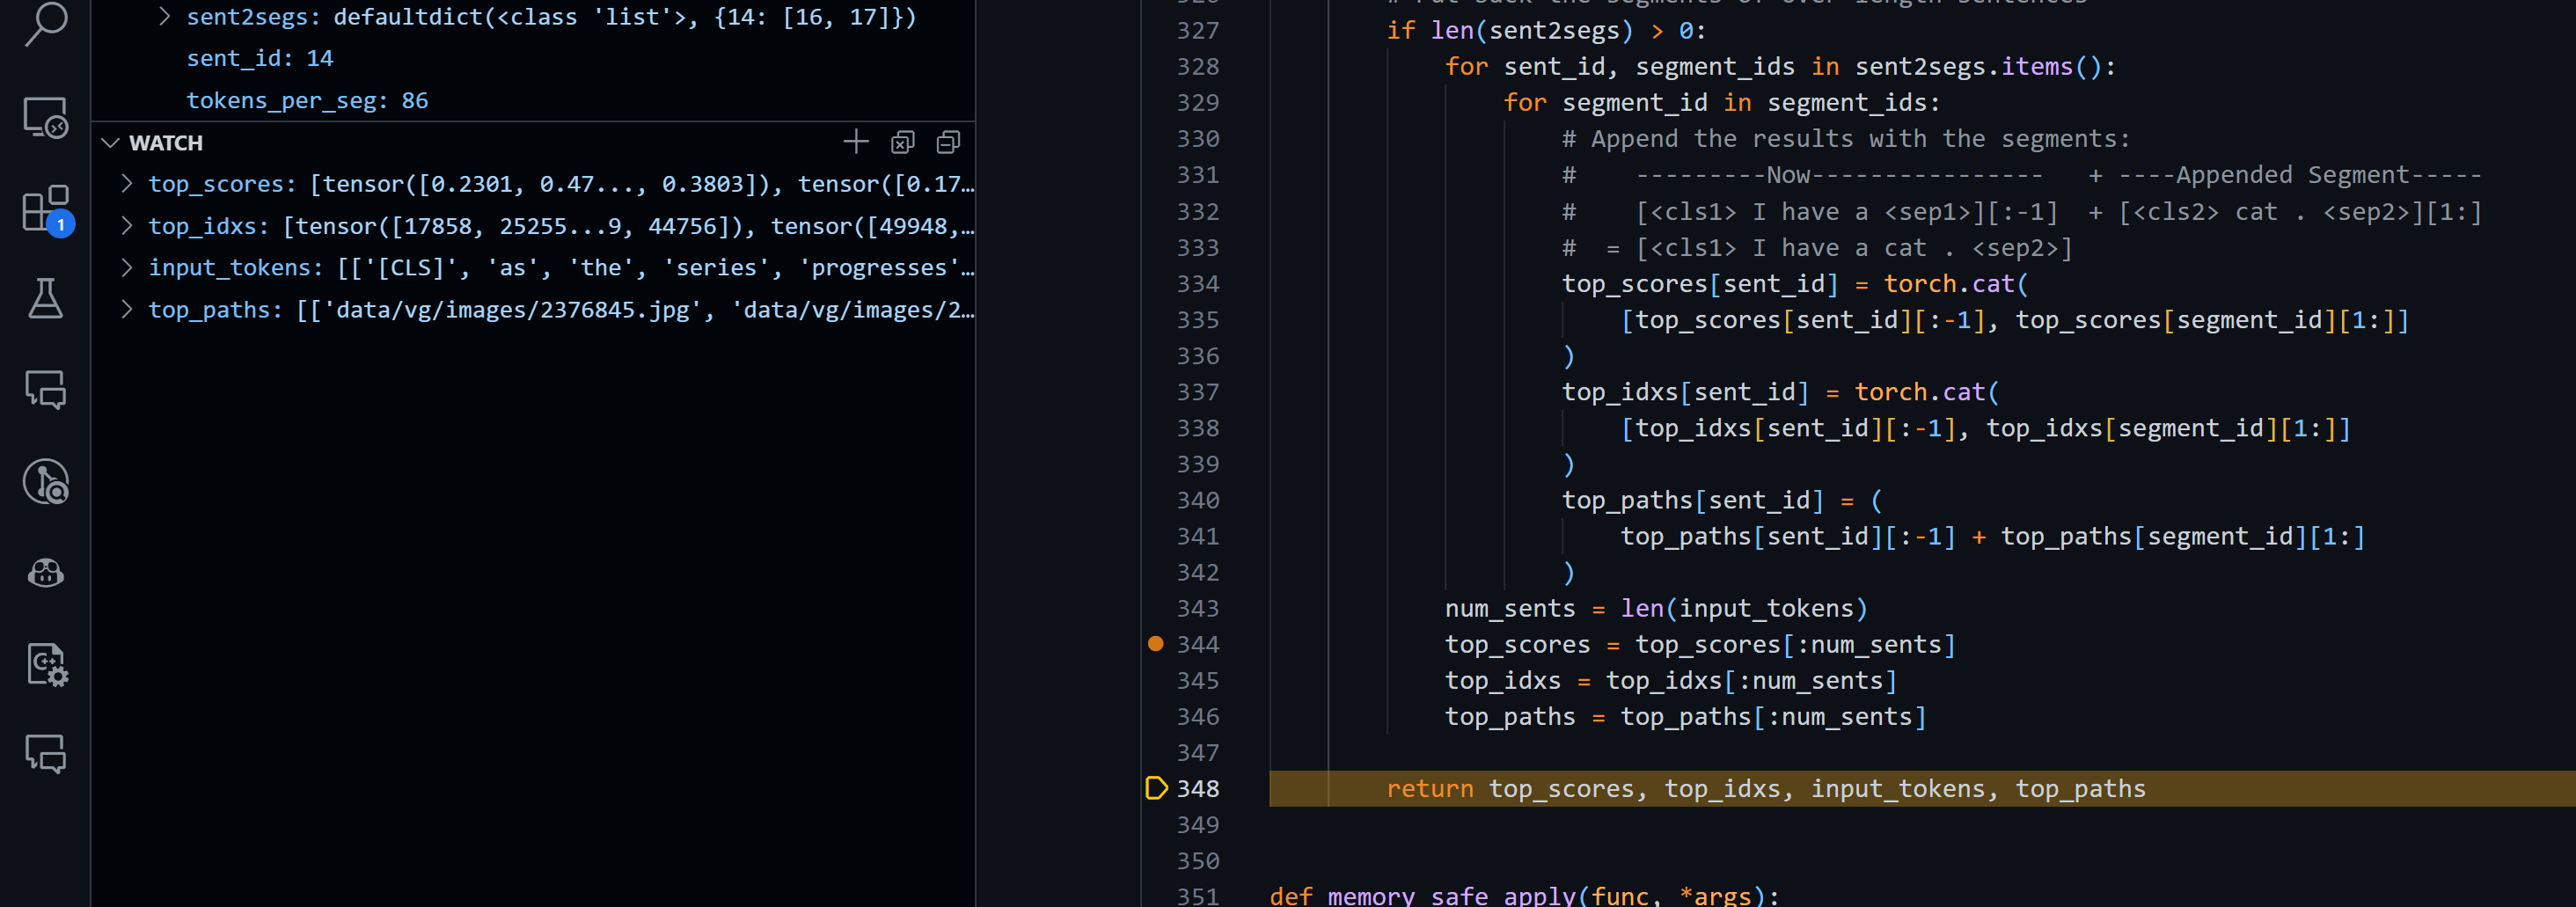 sent2segs: defaultdict(<class 'list'>, {14: [16, 17]})
sent_id: 14
tokens_per_seg: 86
WATCH
top_scores: [tensor([0.2301, 0.47..., 0.3803]), tensor([0.17…
top_idxs: [tensor([17858, 25255...9, 44756]), tensor([49948,…
input_tokens: [['[CLS]', 'as', 'the', 'series', 'progresses'…
top_paths: [['data/vg/images/2376845.jpg', 'data/vg/images/2…
1
327 if len(sent2segs) > 0:
328 for sent_id, segment_ids in sent2segs.items():
329 for segment_id in segment_ids:
330 # Append the results with the segments:
331 # ---------Now---------------- + ----Appended Segment-----
332 # [<cls1> I have a <sep1>][:-1] + [<cls2> cat . <sep2>][1:]
333 # = [<cls1> I have a cat . <sep2>]
334 top_scores[sent_id] = torch.cat(
335 [top_scores[sent_id][:-1], top_scores[segment_id][1:]]
336 )
337 top_idxs[sent_id] = torch.cat(
338 [top_idxs[sent_id][:-1], top_idxs[segment_id][1:]]
339 )
340 top_paths[sent_id] = (
341 top_paths[sent_id][:-1] + top_paths[segment_id][1:]
342 )
343 num_sents = len(input_tokens)
344 top_scores = top_scores[:num_sents]
345 top_idxs = top_idxs[:num_sents]
346 top_paths = top_paths[:num_sents]
347
348 return top_scores, top_idxs, input_tokens, top_paths
349
350
351 def memory_safe_apply(func, *args):